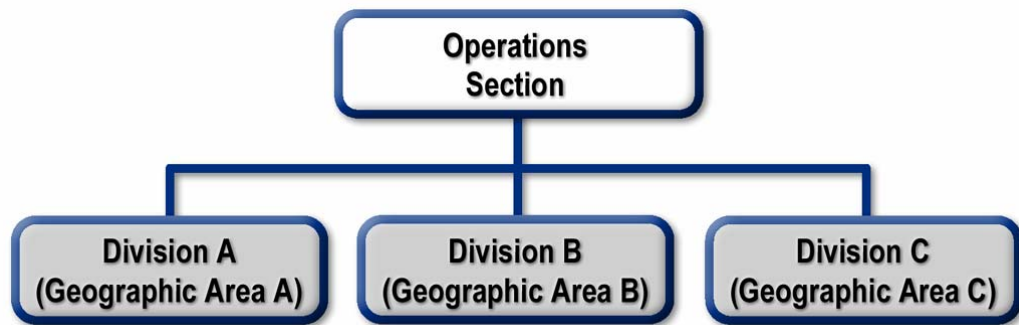 Operations
Section
Division A
(Geographic Area A)
Division B
(Geographic Area B)
Division C
(Geographic Area C)